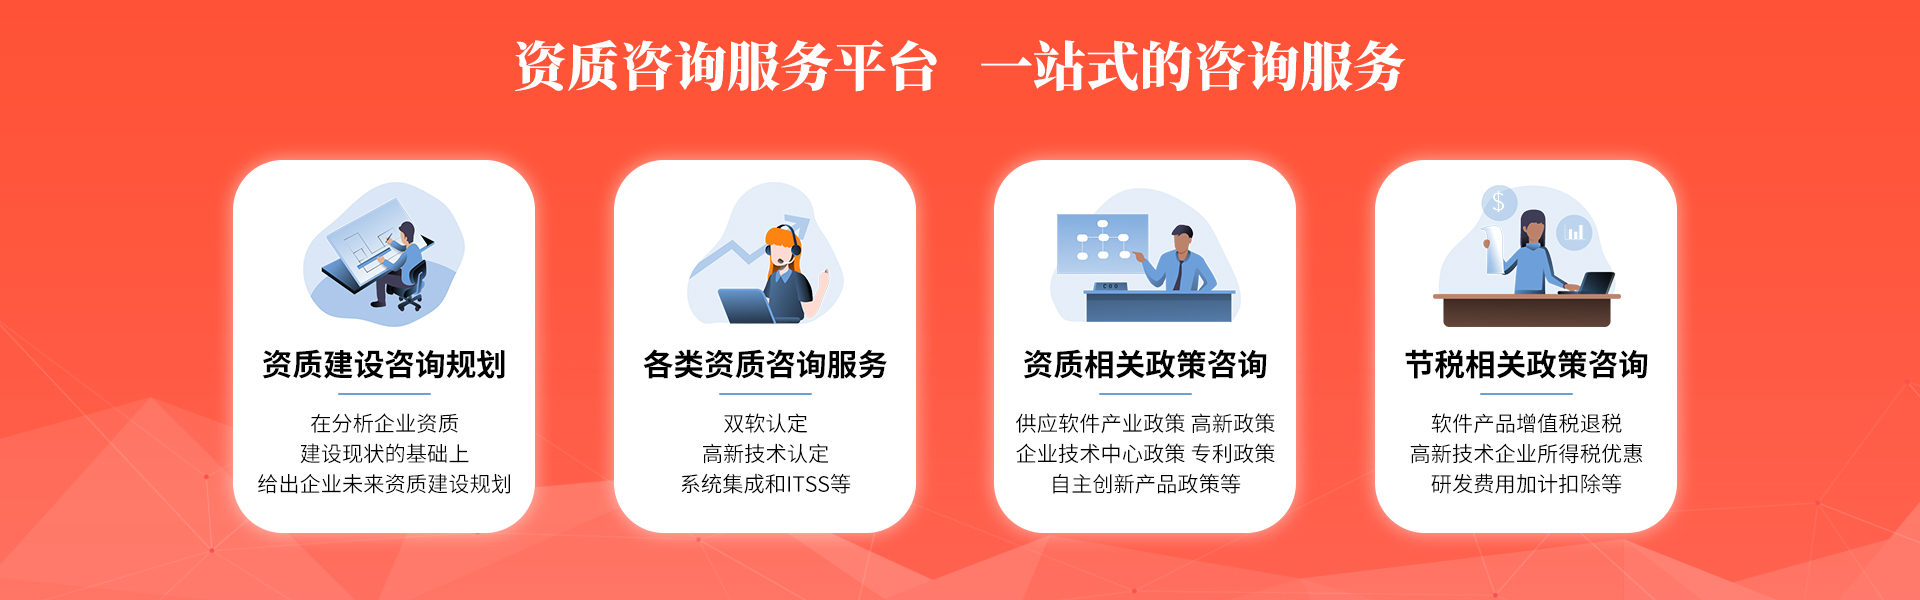 资质咨询服务平台 一站式的咨询服务
资质建设咨询规划
在分析企业资质
建设现状的基础上
给出企业未来资质建设规划
各类资质咨询服务
双软认定
高新技术认定
系统集成和ITSS等
资质相关政策咨询
供应软件产业政策 高新政策
企业技术中心政策 专利政策
自主创新产品政策等
$
节税相关政策咨询
软件产品增值税退税
高新技术企业所得税优惠
研发费用加计扣除等